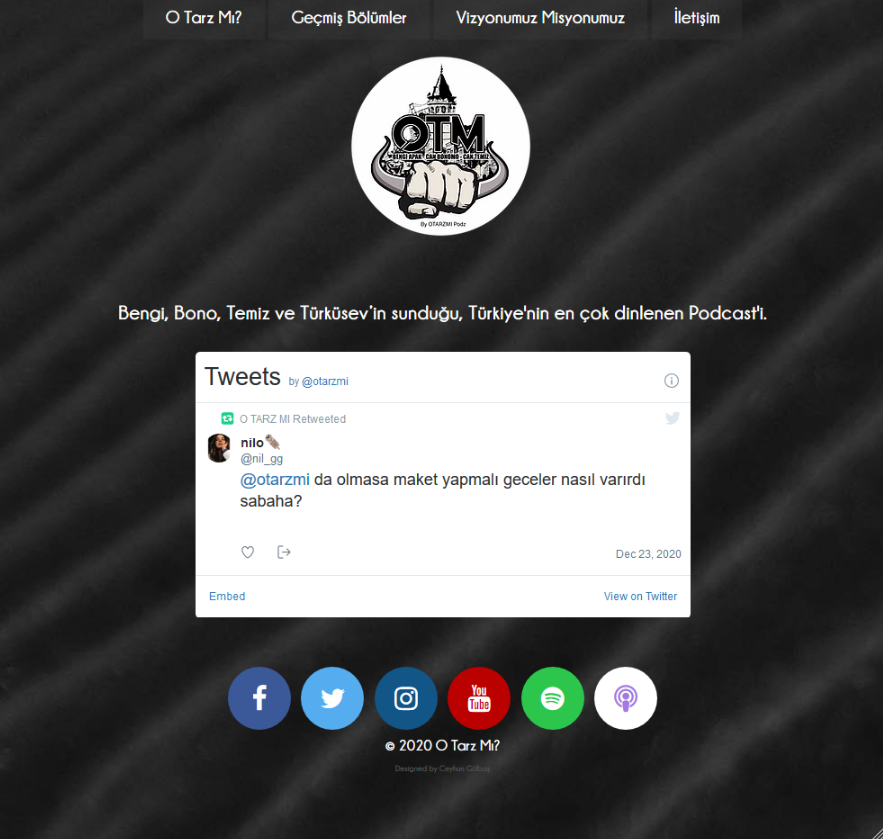 O Tarz Mı?
Geçmiş Bölümler
Vizyonumuz Misyonumuz
İletişim
OTM
BENGİ APAK - CAN BONOMO - CAN TEMİZ
By OTARZMI Podz
Bengi, Bono, Temiz ve Türküsev'in sunduğu, Türkiye'nin en çok dinlenen Podcast'i.
Tweets by @otarzmi
O TARZ MI Retweeted
nilo
@nil_gg
@otarzmi da olmasa maket yapmalı geceler nasıl varırdı
sabaha?
Dec 23, 2020
Embed
View on Twitter
You
Tube
© 2020 O Tarz Mı?
Designed by Ceyhun